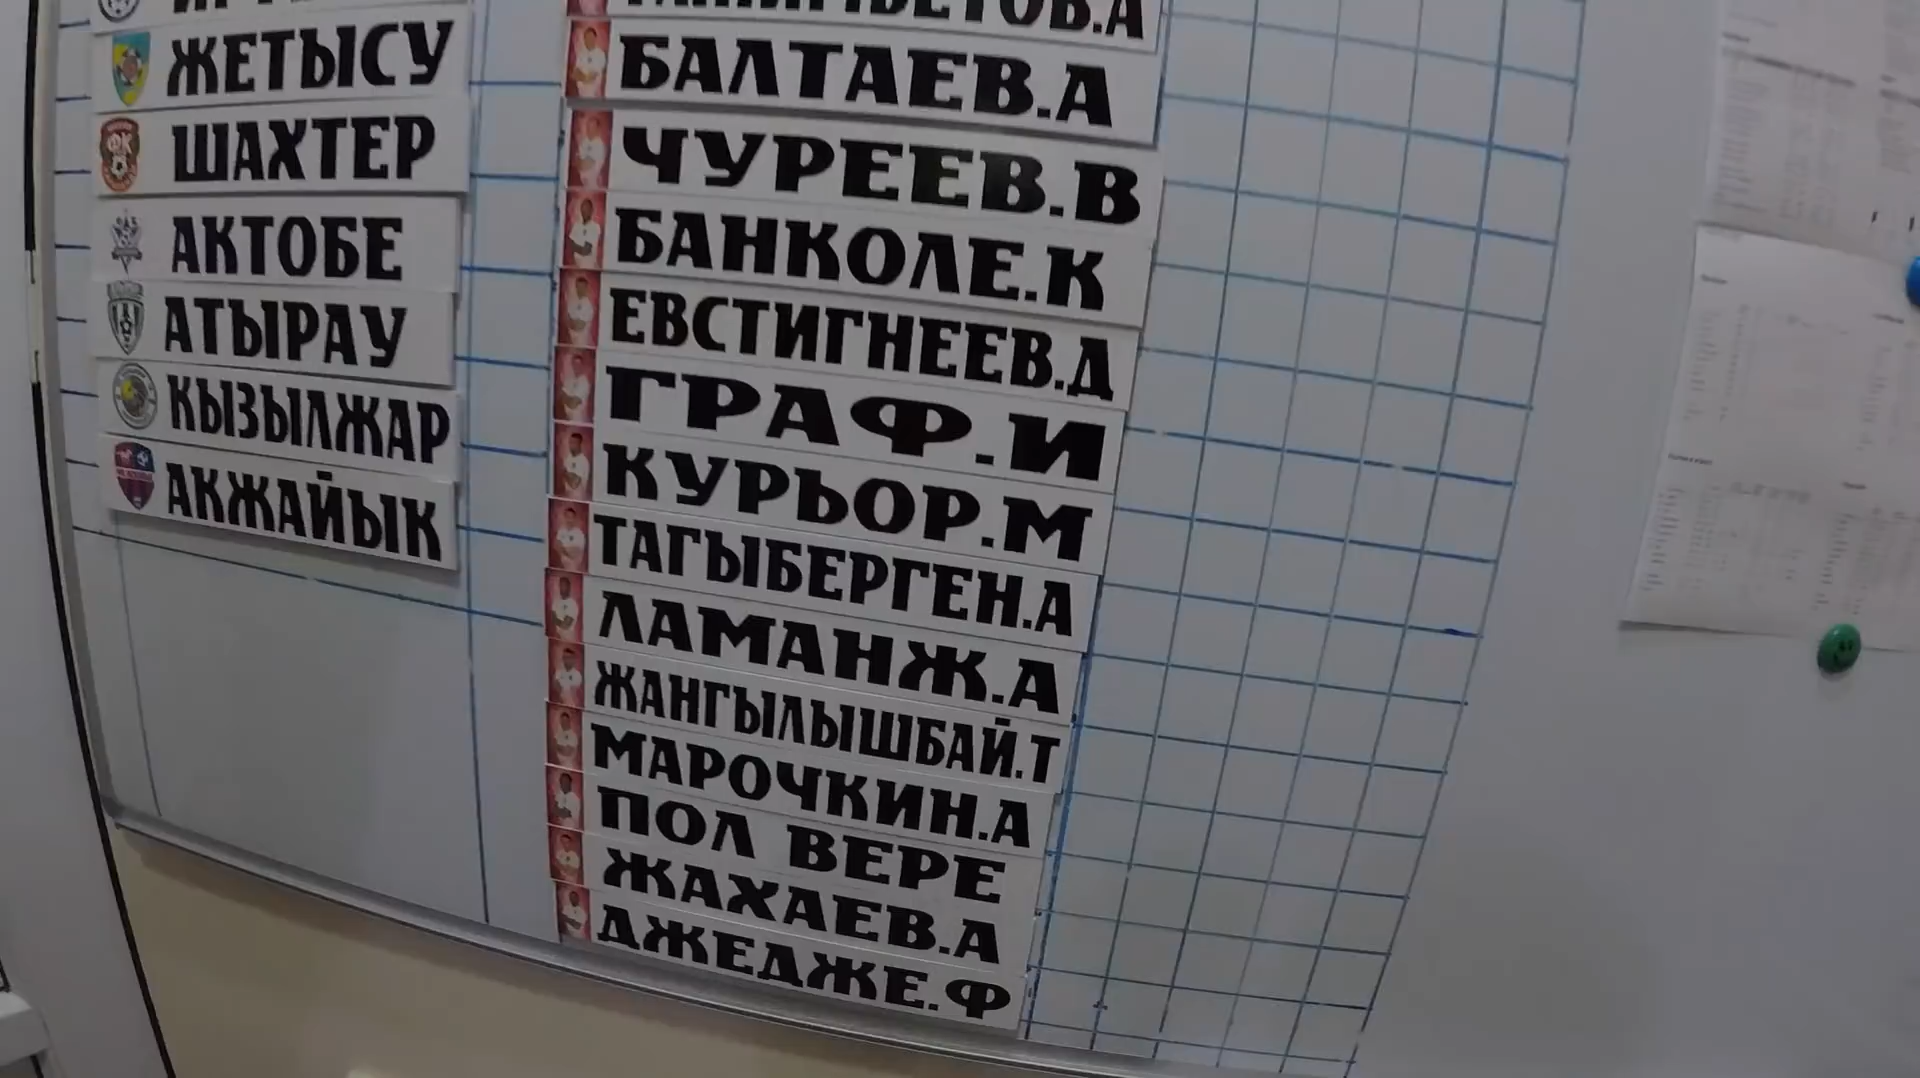 ЖЕТЫСУ
ШАХТЕР
АКТОБЕ
АТЫРАУ
КЫЗЫЛЖАР
АКЖАЙЫК
БАЛТАЕВ.А
ЧУРЕЕВ.В
БАНКОЛЕ.К
ЕВСТИГНЕЕВ.Д
ГРАФ.И
КУРЬОР.М
ТАГЫБЕРГЕН.А
ЛАМАНЖ.А
ЖАНГЫЛЫШБАЙ.Т
МАРОЧКИН.А
ПОЛ ВЕРЕ
ЖАХАЕВ.А
ДЖЕДЖЕ.Ф